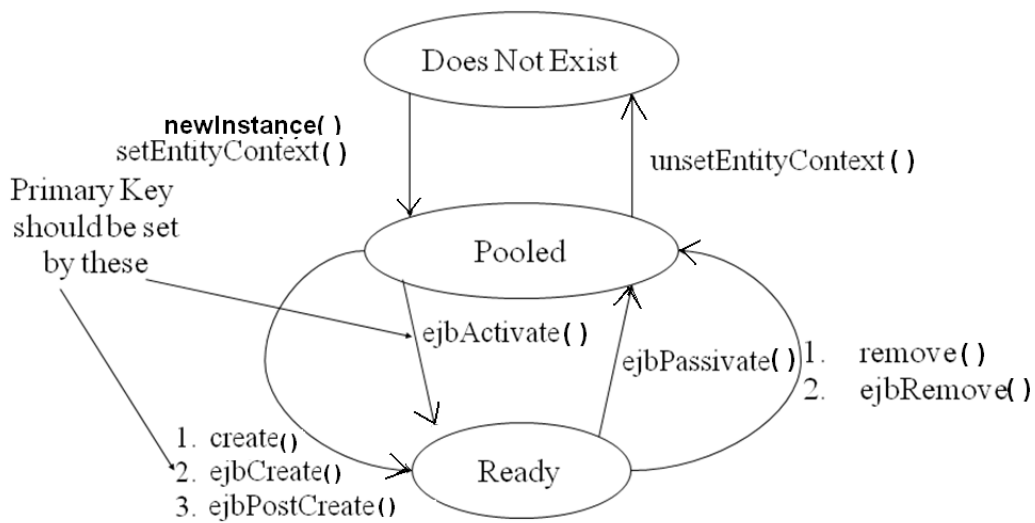 Does Not Exist
newInstance( )
setEntityContext( )
unsetEntityContext ( )
Primary Key
should be set
by these
Pooled
ejbActivate( )
ejbPassivate( )
1. remove( )
2. ejbRemove( )
1. create()
2. ejbCreate( )
3. ejbPostCreate( )
Ready